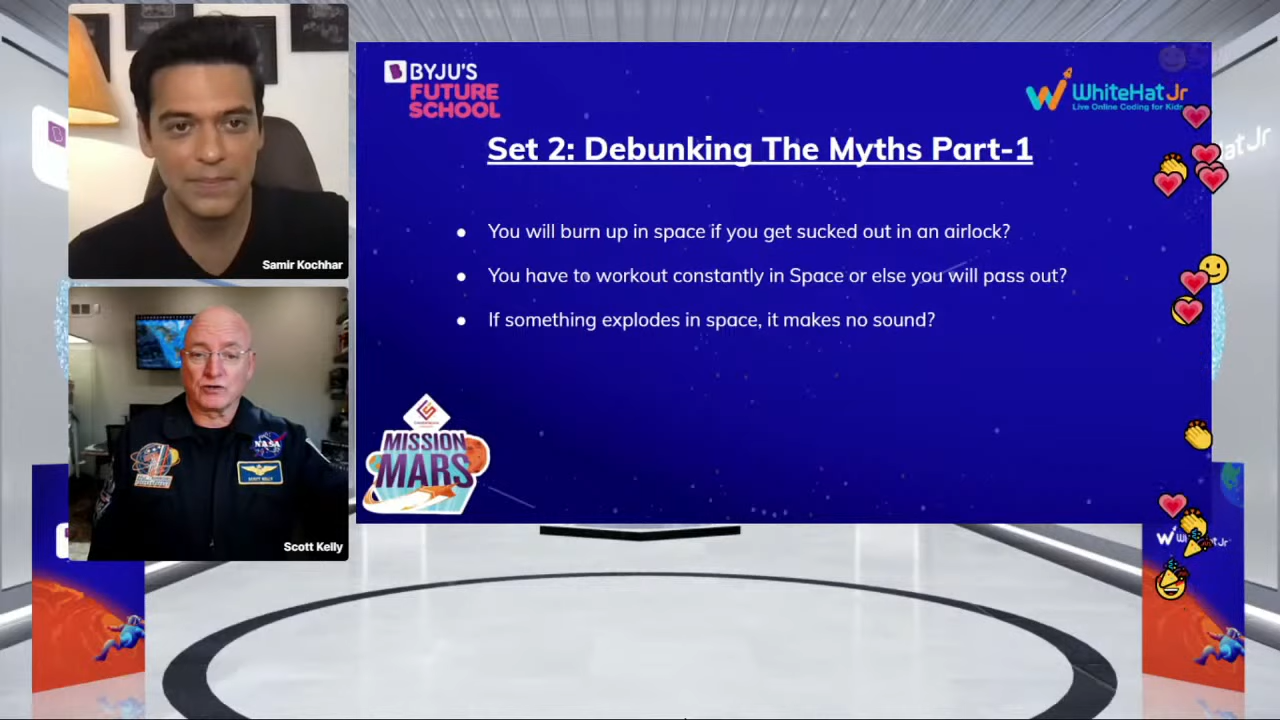 Samir Kochhar
Scott Kelly
BYJU'S
FUTURE
SCHOOL
WhiteHat Jr
Live Online Coding for Kids
Set 2: Debunking The Myths Part-1
● You will burn up in space if you get sucked out in an airlock?
● You have to workout constantly in Space or else you will pass out?
● If something explodes in space, it makes no sound?
MISSION
MARS
NASA
SCOTT KELLY